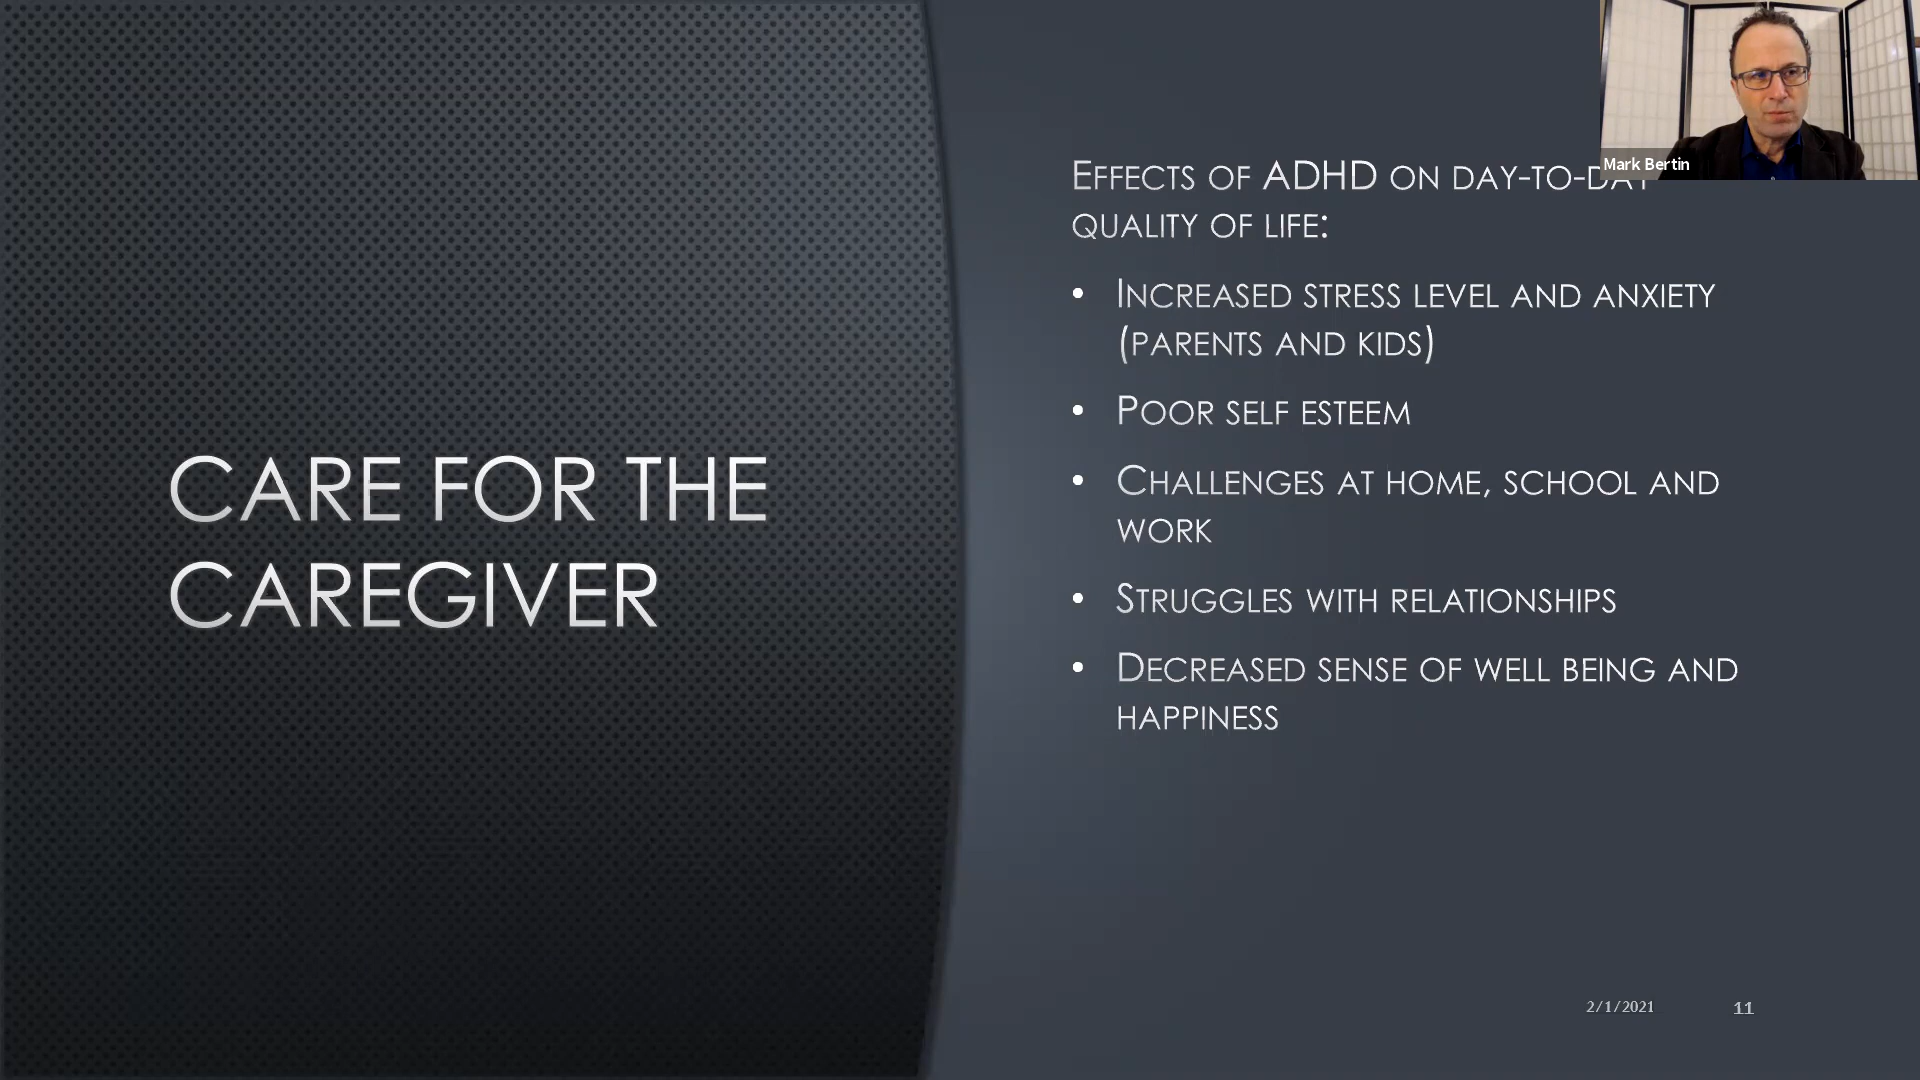 Mark Bertin
CARE FOR THE
CAREGIVER
EFFECTS OF ADHD ON DAY-TO-DAY
QUALITY OF LIFE:
• INCREASED STRESS LEVEL AND ANXIETY
(PARENTS AND KIDS)
• POOR SELF ESTEEM
• CHALLENGES AT HOME, SCHOOL AND
WORK
• STRUGGLES WITH RELATIONSHIPS
• DECREASED SENSE OF WELL BEING AND
HAPPINESS
2/1/2021
11